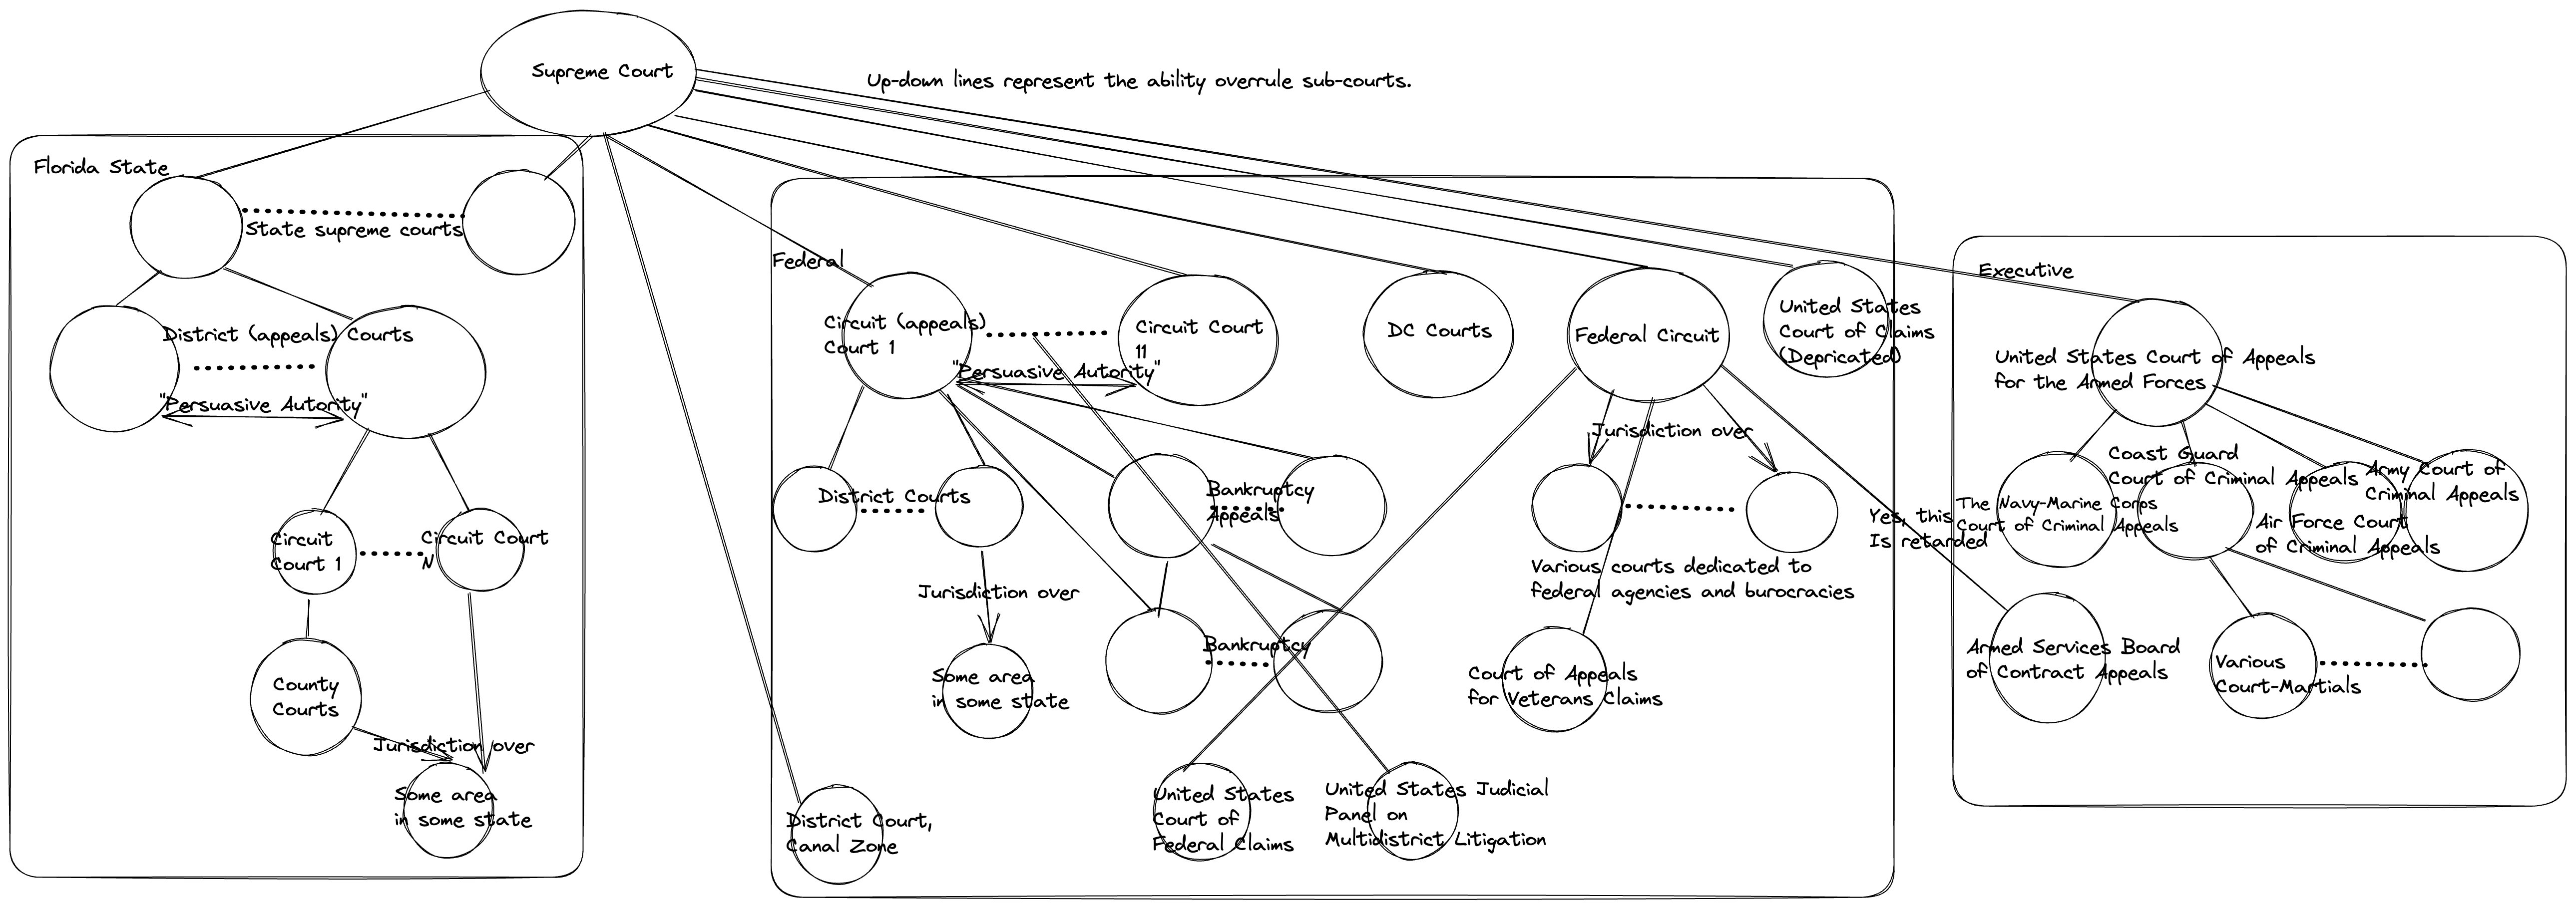 Supreme Court
Up-down lines represent the ability overrule sub-courts.
Florida State
State supreme courts
District (appeals) Courts
"Persuasive Autority"
Circuit
Court 1
Circuit Court
N
County
Courts
Jurisdiction over
Some area
in some state
Federal
Circuit (appeals)
Court 1
"Persuasive Autority"
Circuit Court
11
DC Courts
Federal Circuit
United States
Court of Claims
(Depricated)
District Courts
Bankruptcy
Appeals
Jurisdiction over
Various courts dedicated to
federal agencies and burocracies
Jurisdiction over
Some area
in some state
Bankruptcy
Court of Appeals
for Veterans Claims
District Court,
Canal Zone
United States
Court of
Federal Claims
United States Judicial
Panel on
Multidistrict Litigation
Yes, this
Is retarded
Executive
United States Court of Appeals
for the Armed Forces
The Navy-Marine Corps
Court of Criminal Appeals
Coast Guard
Court of Criminal Appeals
Air Force Court
of Criminal Appeals
Army Court of
Criminal Appeals
Armed Services Board
of Contract Appeals
Various
Court-Martials